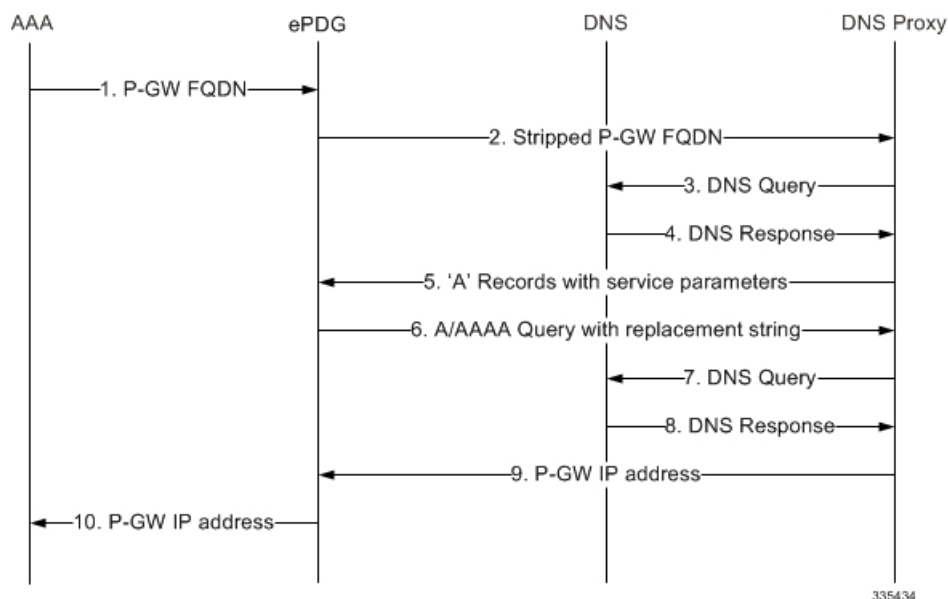 AAA
ePDG
DNS
DNS Proxy
1. P-GW FQDN
2. Stripped P-GW FQDN
3. DNS Query
4. DNS Response
5. ‘A’ Records with service parameters
6. A/AAAA Query with replacement string
7. DNS Query
8. DNS Response
9. P-GW IP address
10. P-GW IP address
335434